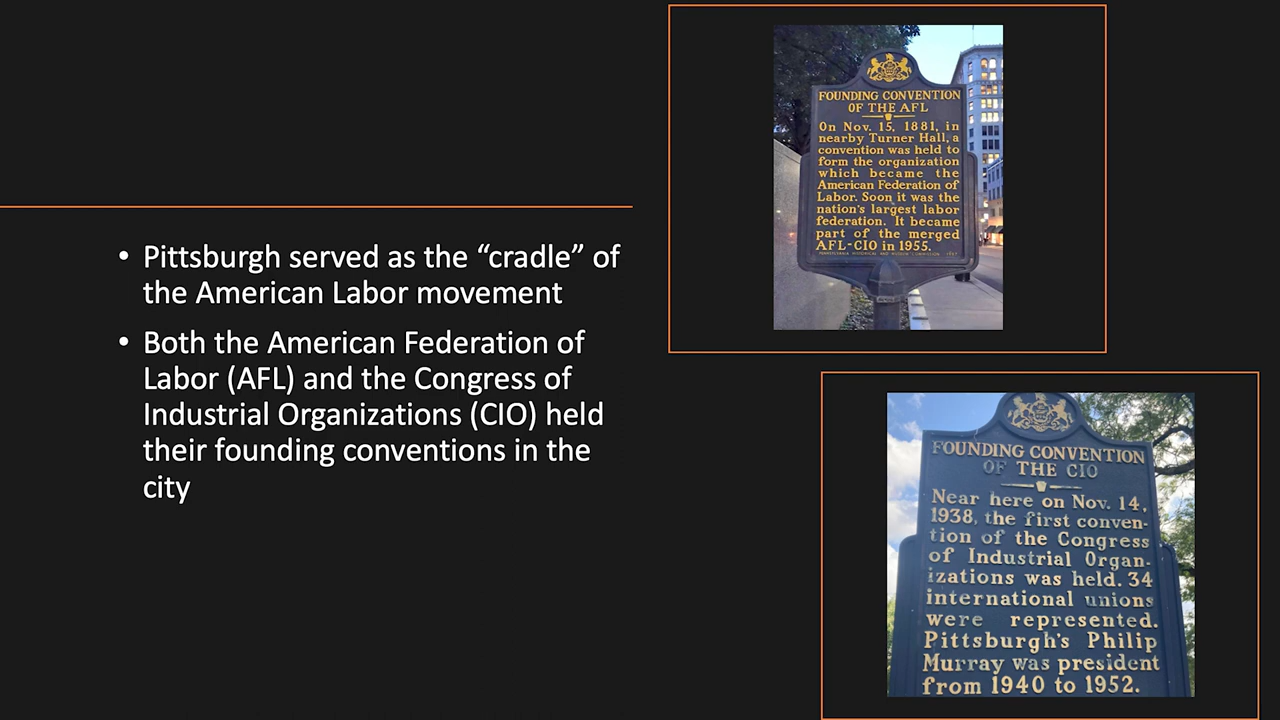 • Pittsburgh served as the “cradle” of
the American Labor movement
• Both the American Federation of
Labor (AFL) and the Congress of
Industrial Organizations (CIO) held
their founding conventions in the
city
FOUNDING CONVENTION
OF THE AFL
On Nov. 15, 1881, in
nearby Turner Hall, a
convention was held to
form the organization
which became the
American Federation of
Labor. Soon it was the
nation's largest labor
federation. It became
part of the merged
AFL-CIO in 1955.
PENNSYLVANIA HISTORICAL AND MUSEUM COMMISSION
FOUNDING CONVENTION
OF THE CIO
Near here on Nov. 14,
1938, the first conven-
tion of the Congress
of Industrial Organ-
izations was held. 34
international unions
were represented.
Pittsburgh's Philip
Murray was president
from 1940 to 1952.